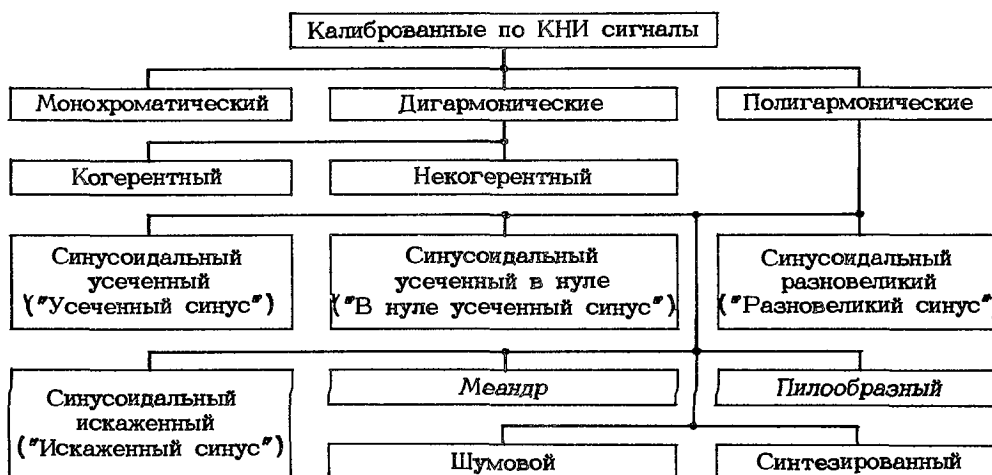 Калиброванные по КНИ сигналы
Монохроматический
Дигармонические
Полигармонические
Когерентный
Некогерентный
Синусоидальный
усеченный
("Усеченный синус")
Синусоидальный
усеченный в нуле
("В нуле усеченный синус")
Синусоидальный
разновеликий
("Разновеликий синус")
Синусоидальный
искаженный
("Искаженный синус")
Меандр
Пилообразный
Шумовой
Синтезированный